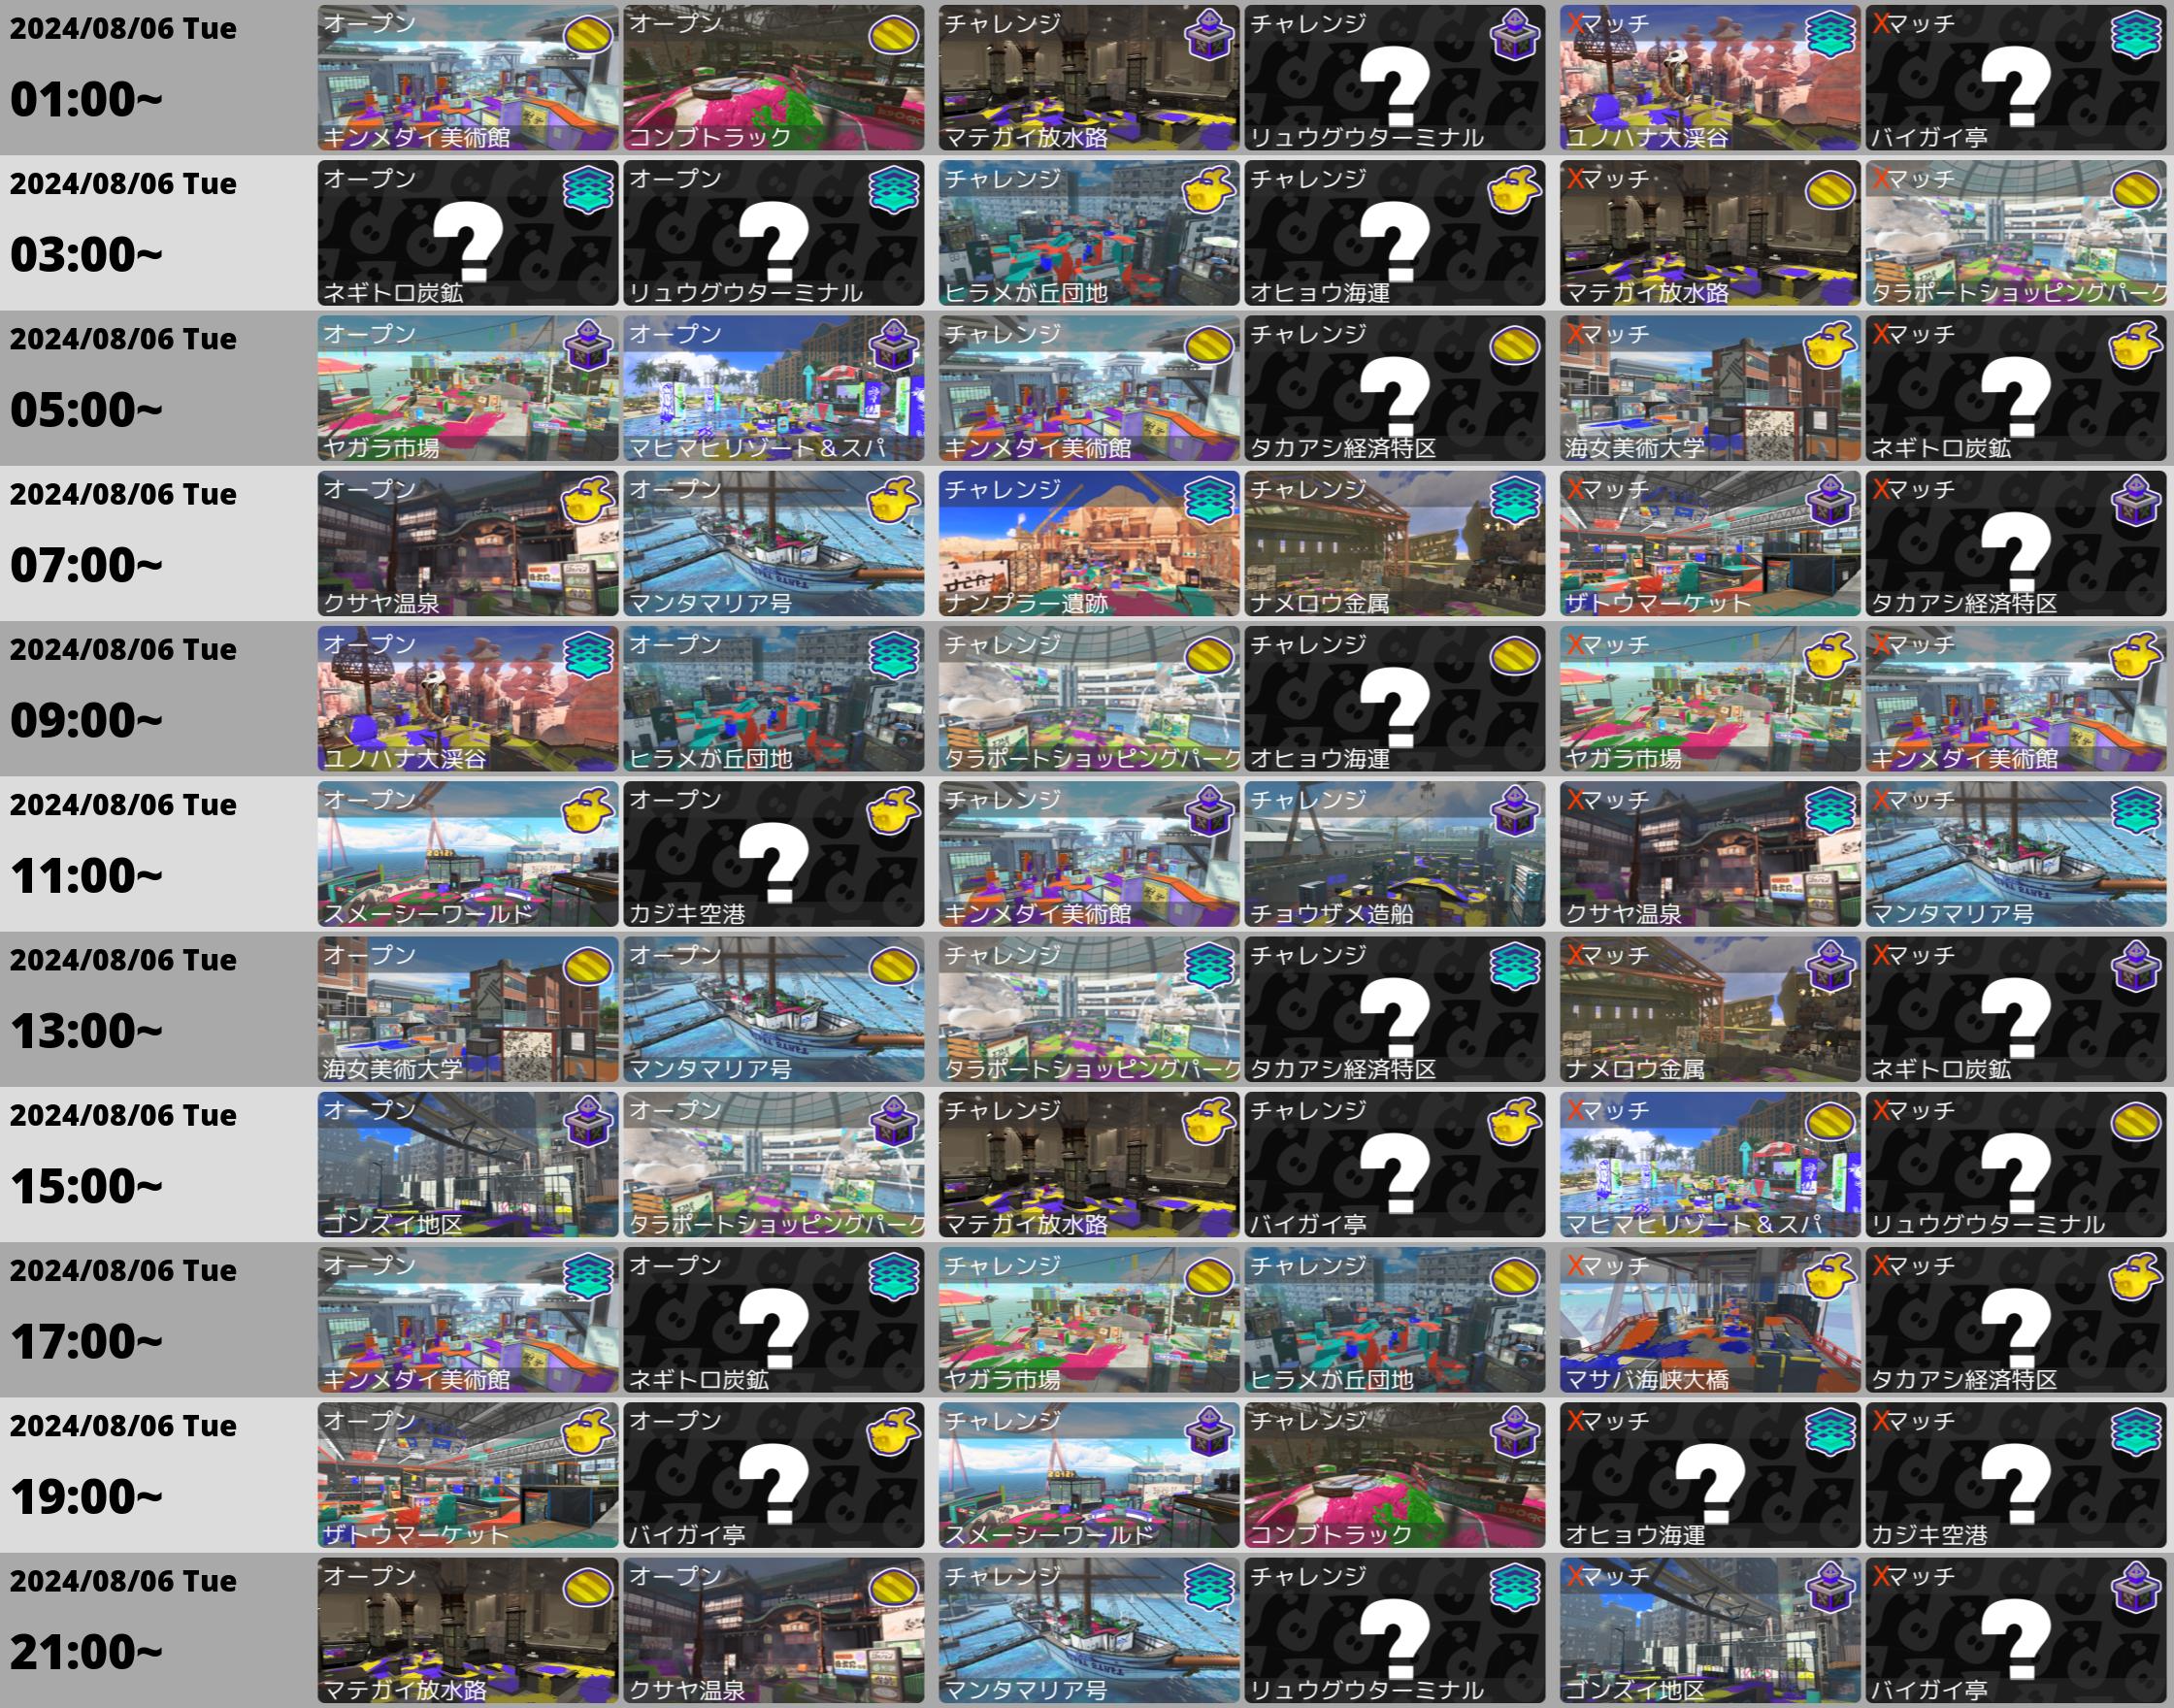 2024/08/06 Tue
01:00~
オープン
キンメダイ美術館
オープン
コンブトラック
チャレンジ
マテガイ放水路
チャレンジ
リュウグウターミナル
Xマッチ
ユノハナ大渓谷
Xマッチ
バイガイ亭
2024/08/06 Tue
03:00~
オープン
ネギトロ炭鉱
オープン
リュウグウターミナル
チャレンジ
ヒラメが丘団地
チャレンジ
オヒョウ海運
Xマッチ
マテガイ放水路
Xマッチ
タラポートショッピングパーク
2024/08/06 Tue
05:00~
オープン
ヤガラ市場
オープン
マヒマヒリゾート&スパ
チャレンジ
キンメダイ美術館
チャレンジ
タカアシ経済特区
Xマッチ
海女美術大学
Xマッチ
ネギトロ炭鉱
2024/08/06 Tue
07:00~
オープン
クサヤ温泉
オープン
マンタマリア号
チャレンジ
ナンプラー遺跡
チャレンジ
ナメロウ金属
Xマッチ
ザトウマーケット
Xマッチ
タカアシ経済特区
2024/08/06 Tue
09:00~
オープン
ユノハナ大渓谷
オープン
ヒラメが丘団地
チャレンジ
タラポートショッピングパーク
チャレンジ
オヒョウ海運
Xマッチ
ヤガラ市場
Xマッチ
キンメダイ美術館
2024/08/06 Tue
11:00~
オープン
スメーシーワールド
オープン
カジキ空港
チャレンジ
キンメダイ美術館
チャレンジ
チョウザメ造船
Xマッチ
クサヤ温泉
Xマッチ
マンタマリア号
2024/08/06 Tue
13:00~
オープン
海女美術大学
オープン
マンタマリア号
チャレンジ
タラポートショッピングパーク
チャレンジ
タカアシ経済特区
Xマッチ
ナメロウ金属
Xマッチ
ネギトロ炭鉱
2024/08/06 Tue
15:00~
オープン
ゴンズイ地区
オープン
タラポートショッピングパーク
チャレンジ
マテガイ放水路
チャレンジ
バイガイ亭
Xマッチ
マヒマヒリゾート&スパ
Xマッチ
リュウグウターミナル
2024/08/06 Tue
17:00~
オープン
キンメダイ美術館
オープン
ネギトロ炭鉱
チャレンジ
ヤガラ市場
チャレンジ
ヒラメが丘団地
Xマッチ
マサバ海峡大橋
Xマッチ
タカアシ経済特区
2024/08/06 Tue
19:00~
オープン
ザトウマーケット
オープン
バイガイ亭
チャレンジ
スメーシーワールド
チャレンジ
コンブトラック
Xマッチ
オヒョウ海運
Xマッチ
カジキ空港
2024/08/06 Tue
21:00~
オープン
マテガイ放水路
オープン
クサヤ温泉
チャレンジ
マンタマリア号
チャレンジ
リュウグウターミナル
Xマッチ
ゴンズイ地区
Xマッチ
バイガイ亭